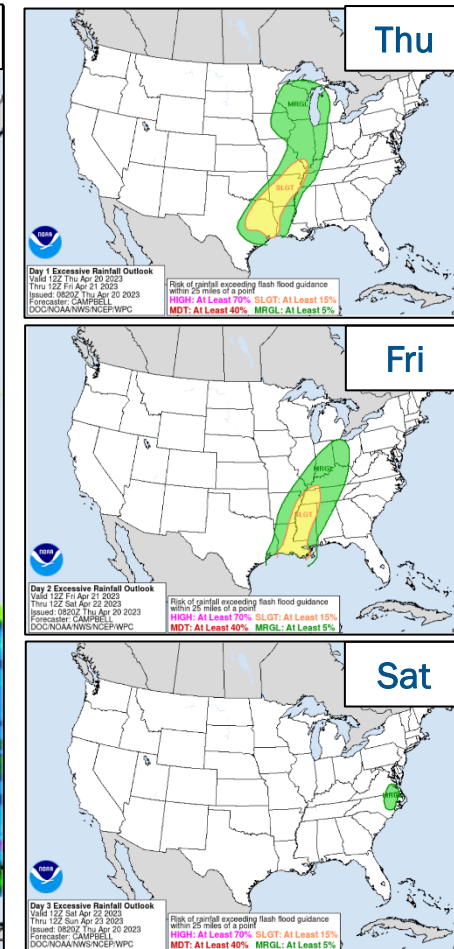 Thu
MRGL
SLGT
NOAA
Day 1 Excessive Rainfall Outlook
Valid 12Z Thu Apr 20 2023
Thru 12Z Fri Apr 21 2023
Issued: 0820Z Thu Apr 20 2023
Forecaster: CAMPBELL
DOC/NOAA/NWS/NCEP/WPC
Risk of rainfall exceeding flash flood guidance
within 25 miles of a point
HIGH: At Least 70% SLGT: At Least 15%
MDT: At Least 40% MRGL: At Least 5%
Fri
MRGL
SLGT
NOAA
Day 2 Excessive Rainfall Outlook
Valid 12Z Fri Apr 21 2023
Thru 12Z Sat Apr 22 2023
Issued: 0820Z Thu Apr 20 2023
Forecaster: CAMPBELL
DOC/NOAA/NWS/NCEP/WPC
Risk of rainfall exceeding flash flood guidance
within 25 miles of a point
HIGH: At Least 70% SLGT: At Least 15%
MDT: At Least 40% MRGL: At Least 5%
Sat
MRGL
NOAA
Day 3 Excessive Rainfall Outlook
Valid 12Z Sat Apr 22 2023
Thru 12Z Sun Apr 23 2023
Issued: 0820Z Thu Apr 20 2023
Forecaster: CAMPBELL
DOC/NOAA/NWS/NCEP/WPC
Risk of rainfall exceeding flash flood guidance
within 25 miles of a point
HIGH: At Least 70% SLGT: At Least 15%
MDT: At Least 40% MRGL: At Least 5%